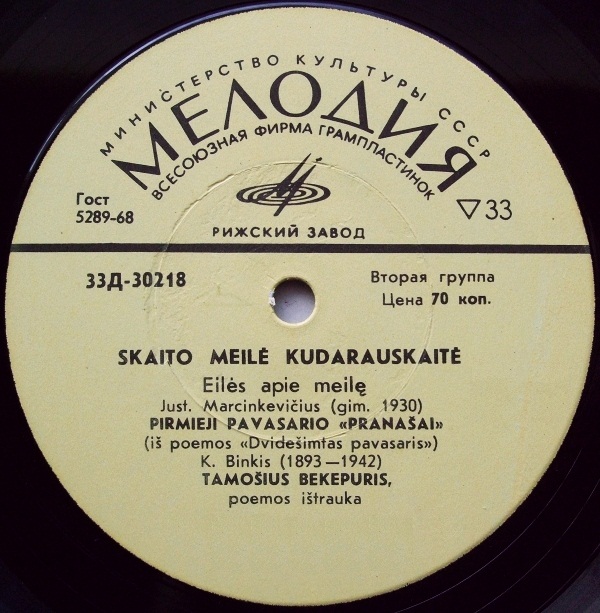 МИНИСТЕРСТВО КУЛЬТУРЫ СССР
МЕЛОДИЯ
ВСЕСОЮЗНАЯ ФИРМА ГРАМПЛАСТИНОК
Гост
5289-68
▽33
РИЖСКИЙ ЗАВОД
33Д-30218
Вторая группа
Цена 70 коп.
SKAITO MEILĖ KUDARAUSKAITĖ
Eilės apie meilę
Just. Marcinkevičius (gim. 1930)
PIRMIEJI PAVASARIO «PRANAŠAI»
(iš poemos «Dvidešimtas pavasaris»)
K. Binkis (1893—1942)
TAMOŠIUS BEKEPURIS,
poemos ištrauka